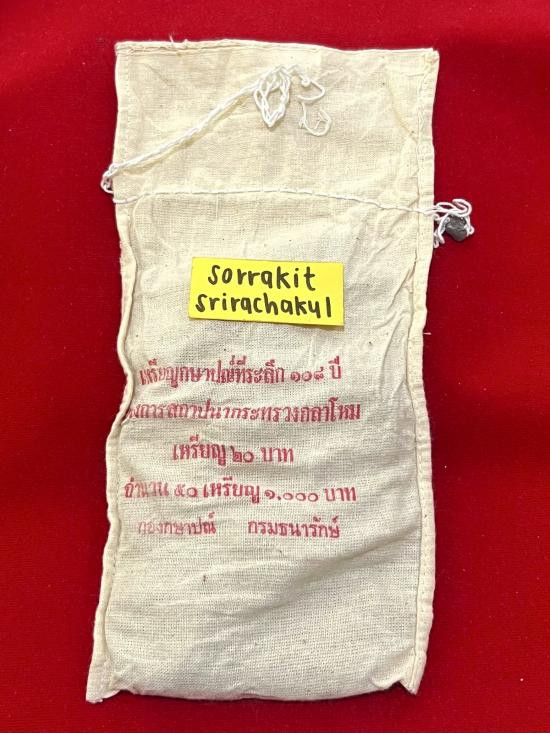 sorrakit
srirachakul
เหรียญกษาปณ์ที่ระลึก ๑๐๘ ปี
การสถาปนากระทรวงกลาโหม
เหรียญ ๒๐ บาท
จำนวน ๕๐ เหรียญ ๑,๐๐๐ บาท
กองกษาปณ์ กรมธนารักษ์